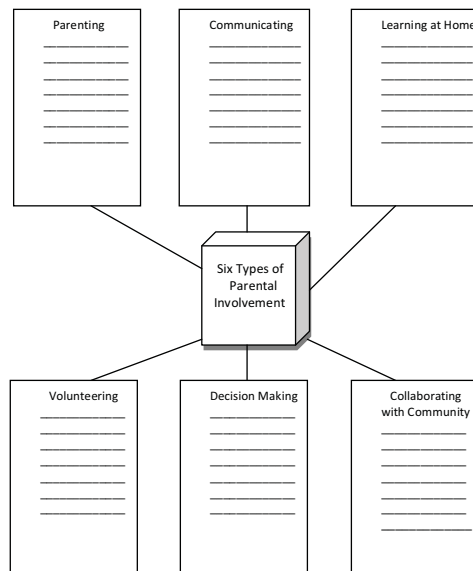 Parenting
Communicating
Learning at Home
Six Types of
Parental
Involvement
Volunteering
Decision Making
Collaborating
with Community